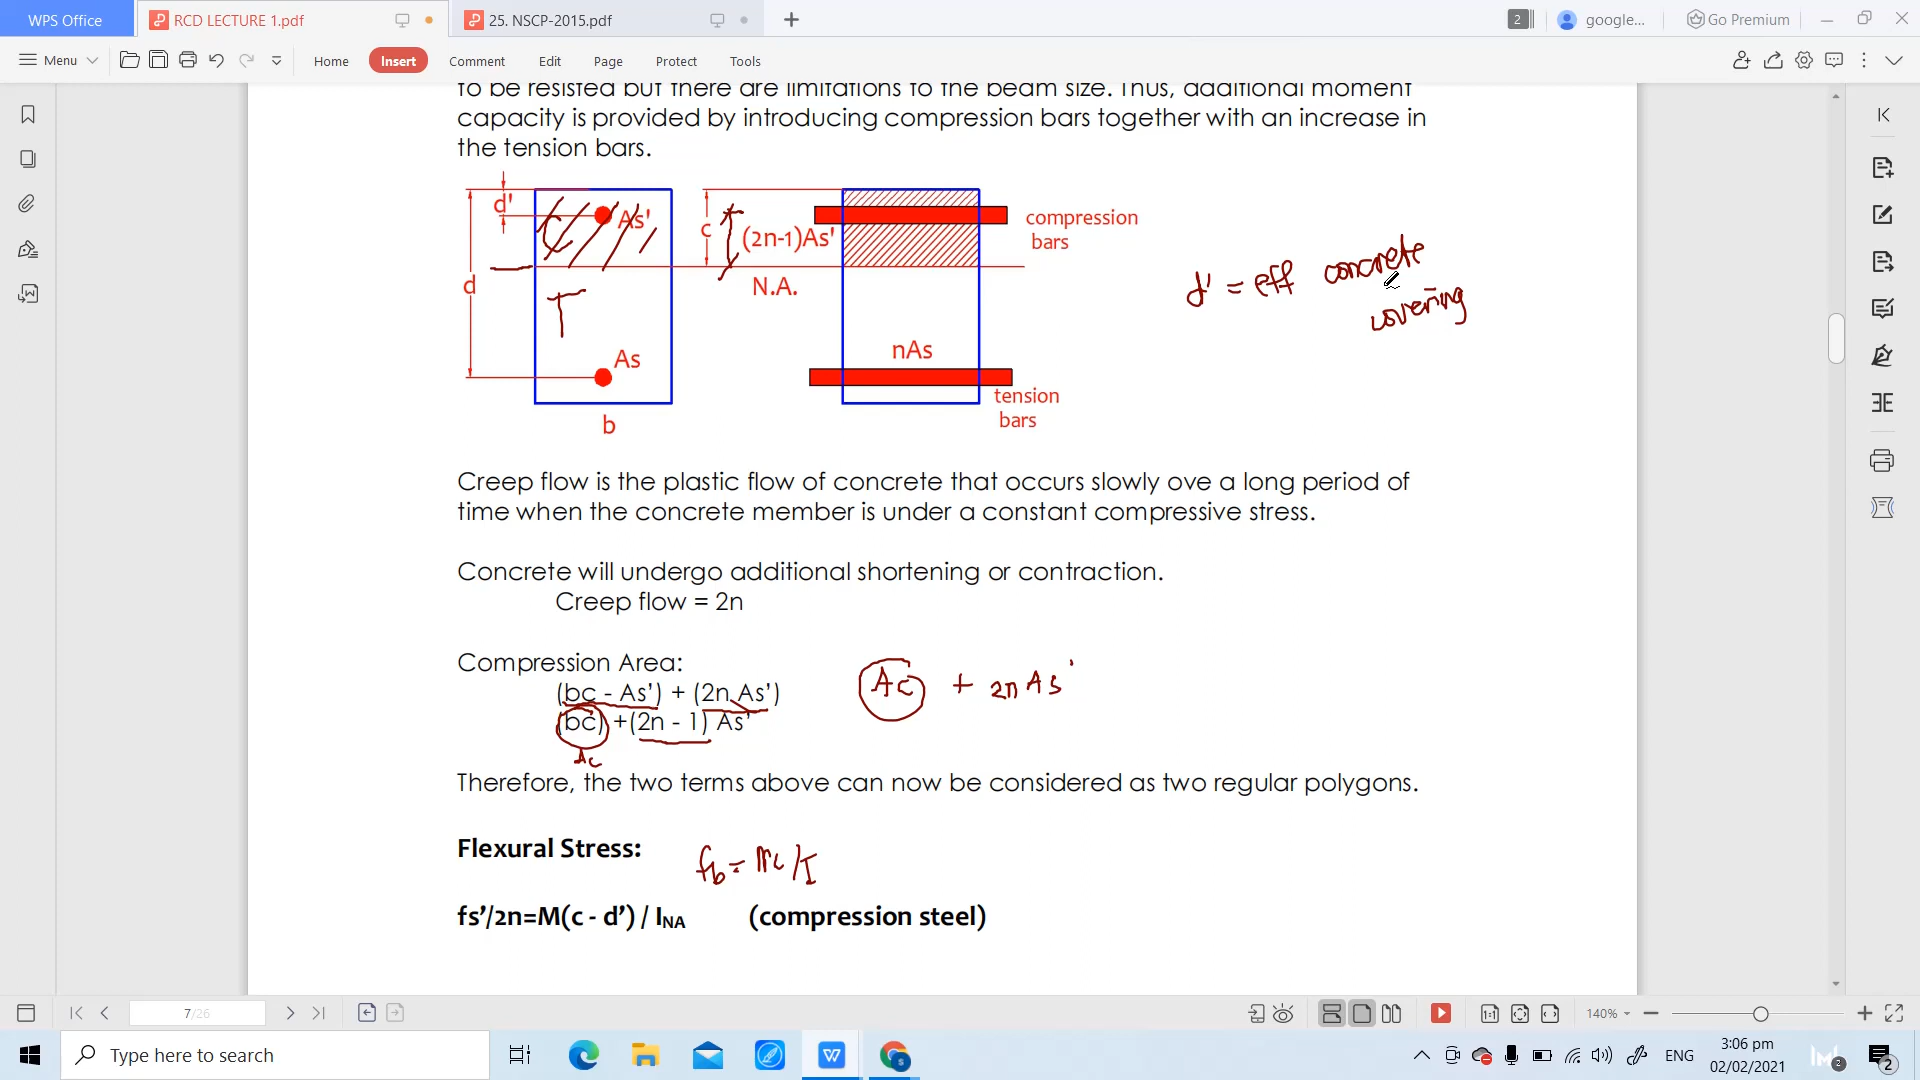 WPS Office
RCD LECTURE 1.pdf
25. NSCP-2015.pdf
2
google...
Go Premium
Menu
Home
Insert
Comment
Edit
Page
Protect
Tools
to be resisted but there are limitations to the beam size. Thus, additional moment
capacity is provided by introducing compression bars together with an increase in
the tension bars.
d'
As'
c
(2n-1)As'
compression
bars
C
d
N.A.
T
d' = eff concrete
covering
As
nAs
tension
bars
b
Creep flow is the plastic flow of concrete that occurs slowly ove a long period of
time when the concrete member is under a constant compressive stress.
Concrete will undergo additional shortening or contraction.
Creep flow = 2n
Compression Area:
(bc - As') + (2n As')
Ac + 2n As'
(bc) +(2n - 1) As'
Ac
Therefore, the two terms above can now be considered as two regular polygons.
Flexural Stress:
fb = Mc/I
fs'/2n=M(c - d') / INA (compression steel)
7/26
140%
Type here to search
ENG
3:06 pm
02/02/2021
2
2